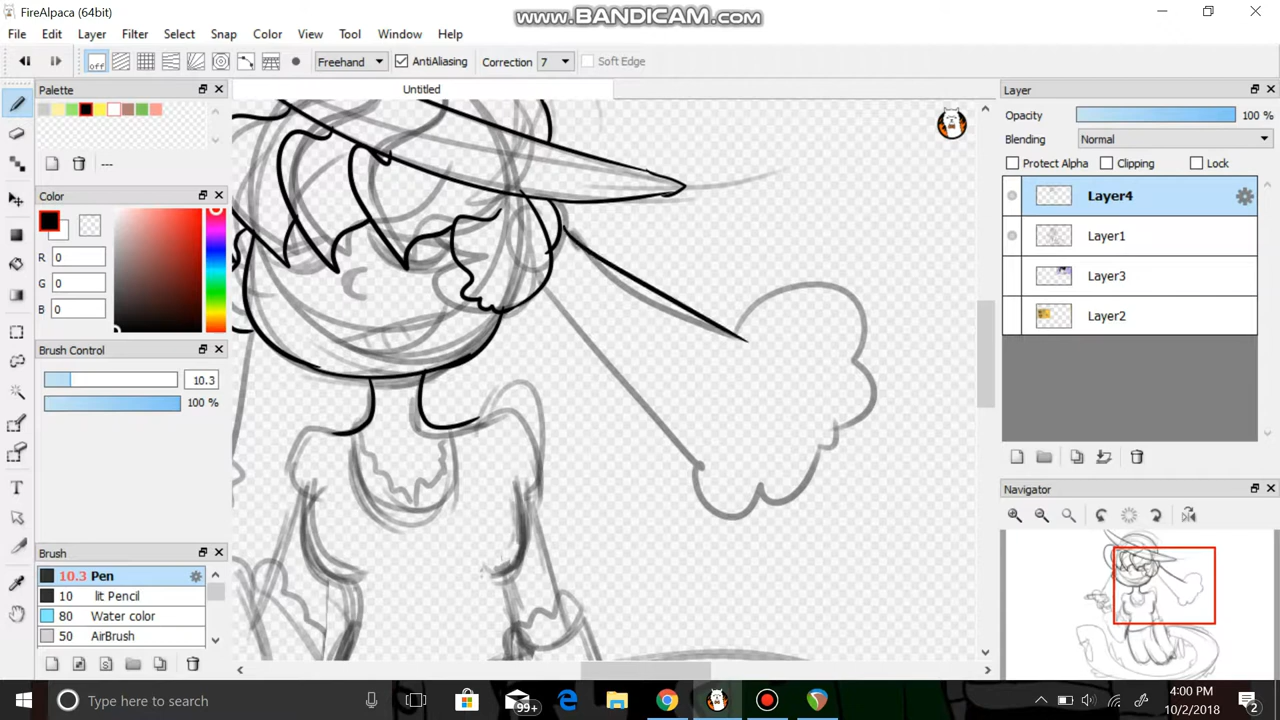 FireAlpaca (64bit)
www.BANDICAM.com
File Edit Layer Filter Select Snap Color View Tool Window Help
off Freehand AntiAliasing Correction 7 Soft Edge
Palette
Untitled
Layer
Opacity 100 %
Blending Normal
Protect Alpha Clipping Lock
---
Color
R 0
G 0
B 0
Layer4
Layer1
Layer3
Layer2
Brush Control
10.3
100 %
Navigator
Brush
10.3 Pen
10 lit Pencil
80 Water color
50 AirBrush
S
T
Type here to search
99+
4:00 PM
10/2/2018
2